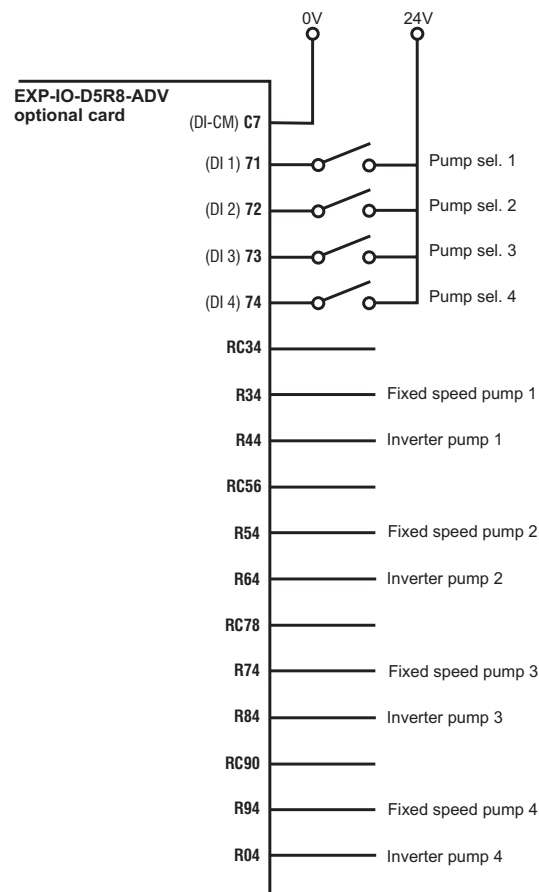 0V 24V
EXP-IO-D5R8-ADV
optional card
(DI-CM) C7
(DI 1) 71 Pump sel. 1
(DI 2) 72 Pump sel. 2
(DI 3) 73 Pump sel. 3
(DI 4) 74 Pump sel. 4
RC34
R34 Fixed speed pump 1
R44 Inverter pump 1
RC56
R54 Fixed speed pump 2
R64 Inverter pump 2
RC78
R74 Fixed speed pump 3
R84 Inverter pump 3
RC90
R94 Fixed speed pump 4
R04 Inverter pump 4